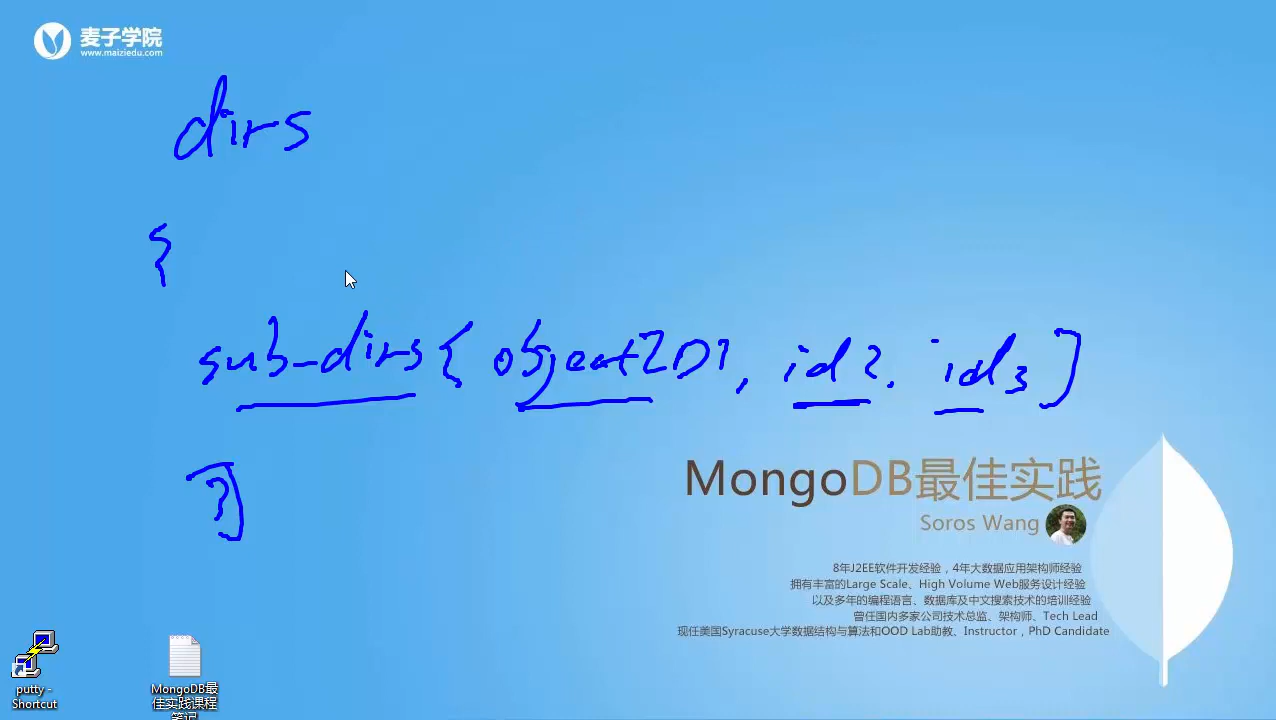 麦子学院
www.maiziedu.com
dirs
{
sub-dirs{ objectID1, id2, id3 ]
}]
MongoDB最佳实践
Soros Wang
8年J2EE软件开发经验，4年大数据应用架构师经验
拥有丰富的Large Scale、High Volume Web服务设计经验
以及多年的编程语言、数据库及中文搜索技术的培训经验
曾任国内多家公司技术总监、架构师、Tech Lead
现任美国Syracuse大学数据结构与算法和OOD Lab助教、Instructor，PhD Candidate
putty -
Shortcut
MongoDB最
佳实践课程
笔记